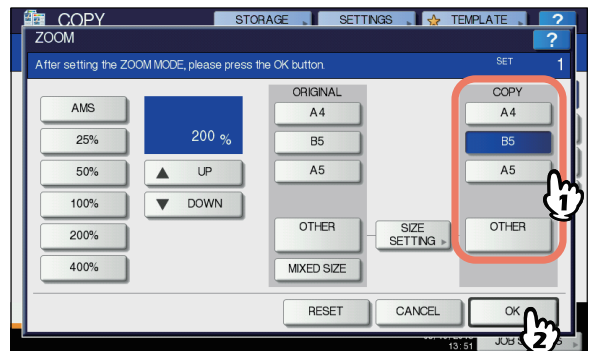 COPY STORAGE SETTINGS TEMPLATE ?
ZOOM ?
After setting the ZOOM MODE, please press the OK button. SET 1
ORIGINAL COPY
AMS A4 A4
25% 200 % B5 B5
50% UP A5 A5
100% DOWN 1
200% OTHER SIZE SETTING OTHER
400% MIXED SIZE
RESET CANCEL OK
2
13:51 JOB S